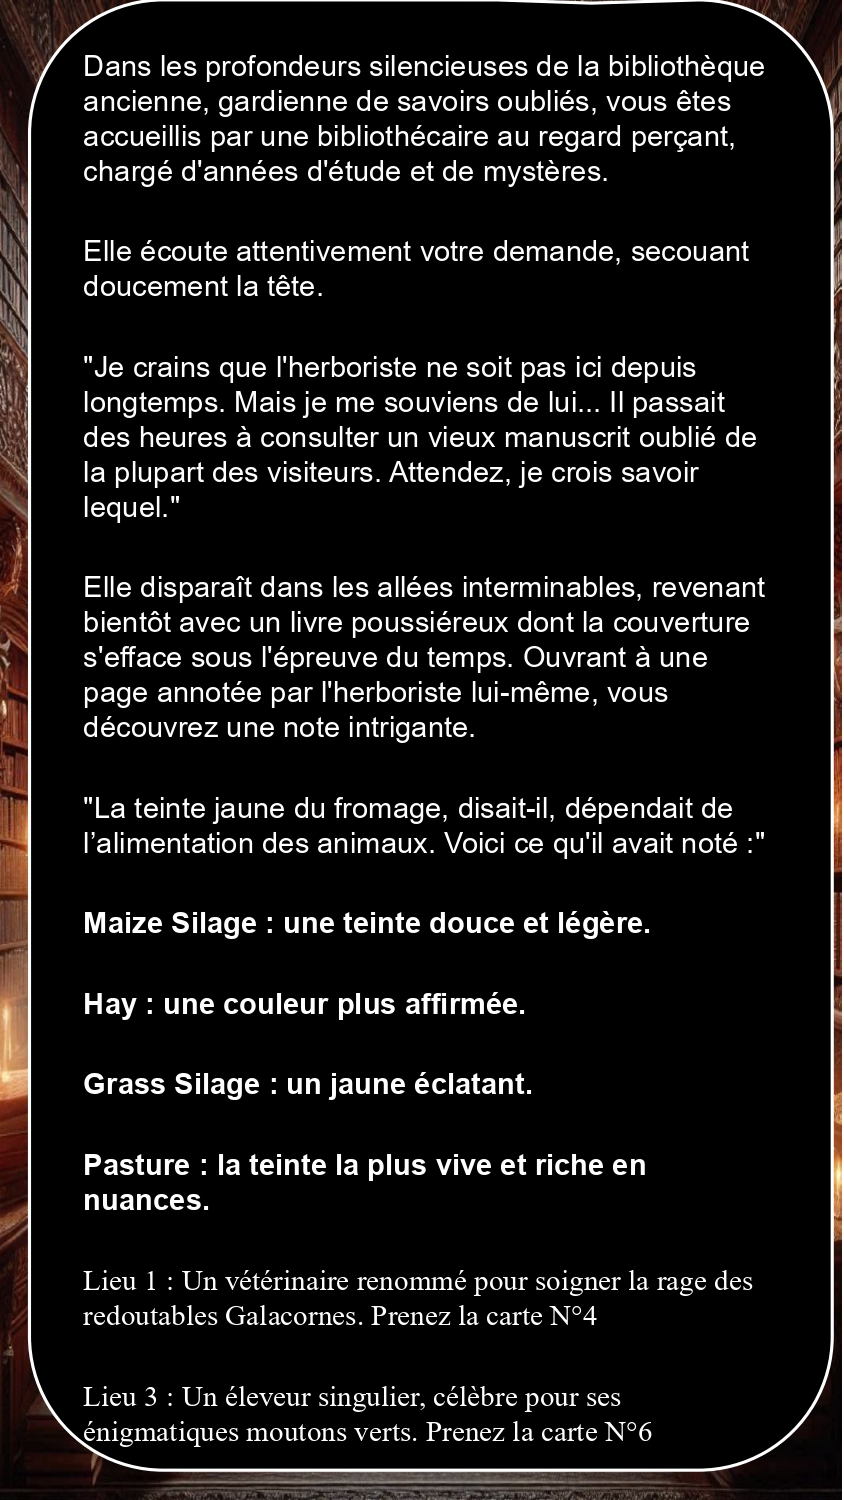 Dans les profondeurs silencieuses de la bibliothèque
ancienne, gardienne de savoirs oubliés, vous êtes
accueillis par une bibliothécaire au regard perçant,
chargé d'années d'étude et de mystères.
Elle écoute attentivement votre demande, secouant
doucement la tête.
"Je crains que l'herboriste ne soit pas ici depuis
longtemps. Mais je me souviens de lui... Il passait
des heures à consulter un vieux manuscrit oublié de
la plupart des visiteurs. Attendez, je crois savoir
lequel."
Elle disparaît dans les allées interminables, revenant
bientôt avec un livre poussiéreux dont la couverture
s'efface sous l'épreuve du temps. Ouvrant à une
page annotée par l'herboriste lui-même, vous
découvrez une note intrigante.
"La teinte jaune du fromage, disait-il, dépendait de
l’alimentation des animaux. Voici ce qu'il avait noté :"
Maize Silage : une teinte douce et légère.
Hay : une couleur plus affirmée.
Grass Silage : un jaune éclatant.
Pasture : la teinte la plus vive et riche en
nuances.
Lieu 1 : Un vétérinaire renommé pour soigner la rage des
redoutables Galacornes. Prenez la carte N°4
Lieu 3 : Un éleveur singulier, célèbre pour ses
énigmatiques moutons verts. Prenez la carte N°6